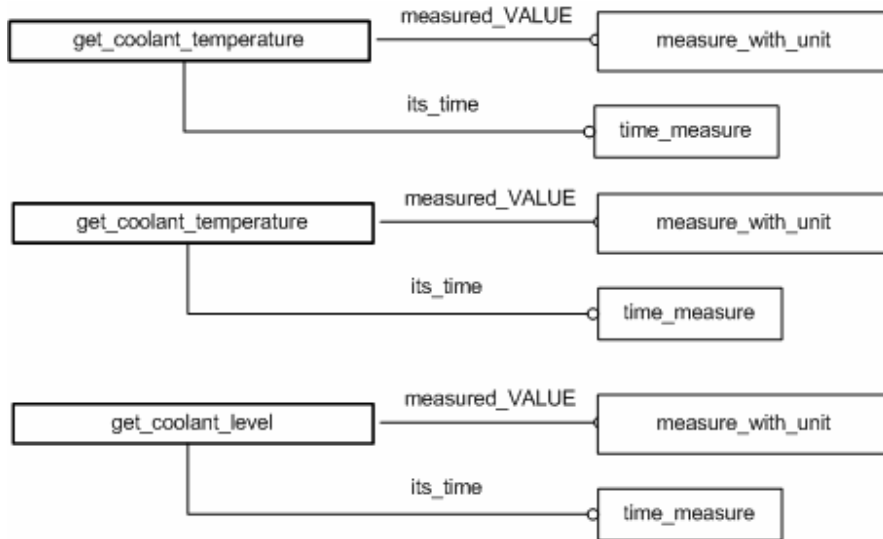 measured_VALUE
get_coolant_temperature
measure_with_unit
its_time
time_measure
measured_VALUE
get_coolant_temperature
measure_with_unit
its_time
time_measure
measured_VALUE
get_coolant_level
measure_with_unit
its_time
time_measure